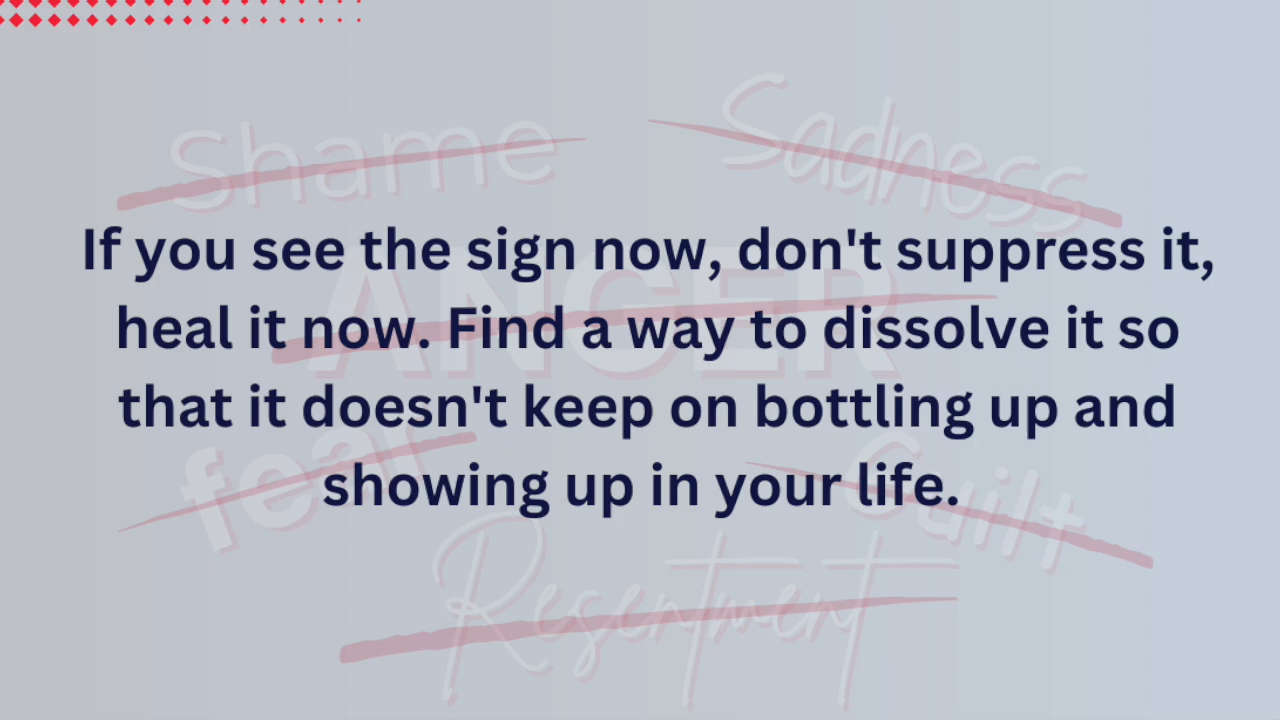 Shame
Sadness
If you see the sign now, don't suppress it,
ANGER
heal it now. Find a way to dissolve it so
that it doesn't keep on bottling up and
fear
showing up in your life.
Guilt
Resentment